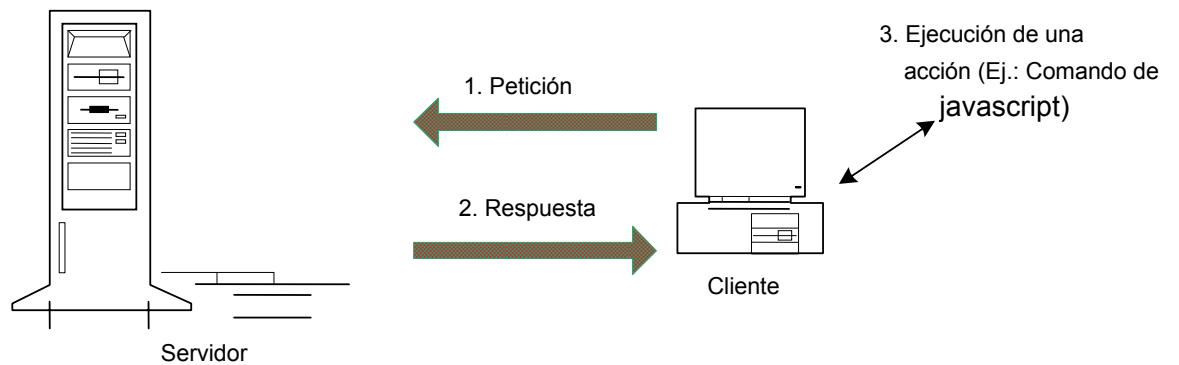 3. Ejecución de una
acción (Ej.: Comando de
javascript)
1. Petición
2. Respuesta
Cliente
Servidor